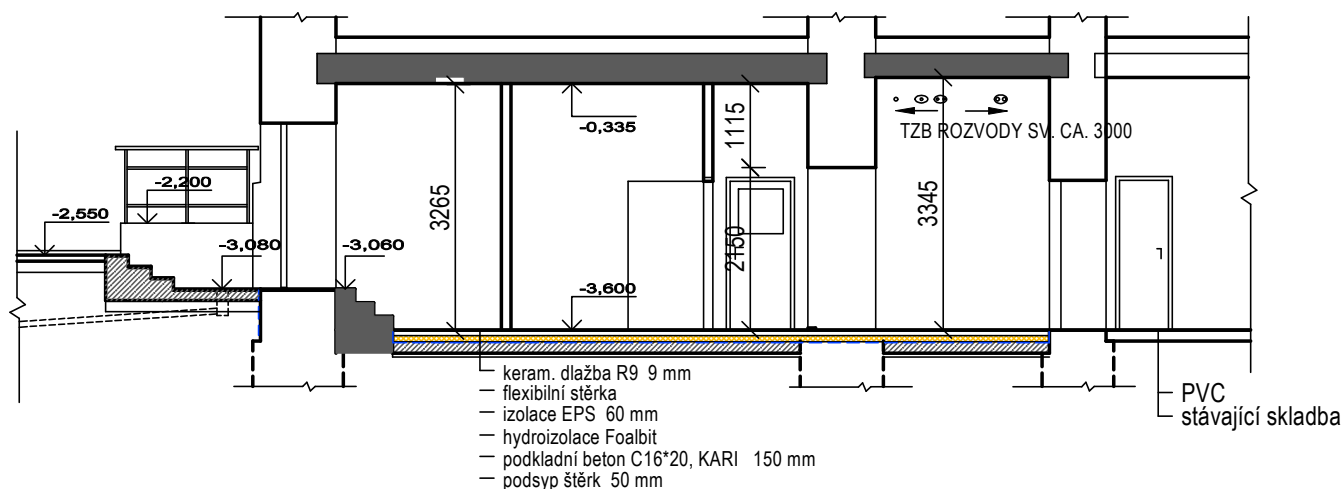 -0,335
1115
TZB ROZVODY SV. CA. 3000
-2,200
-2,550
3265
3345
-3,080
-3,060
2150
-3,600
keram. dlažba R9 9 mm
flexibilní stěrka
izolace EPS 60 mm
hydroizolace Foalbit
podkladní beton C16*20, KARI 150 mm
podsyp štěrk 50 mm
PVC
stávající skladba